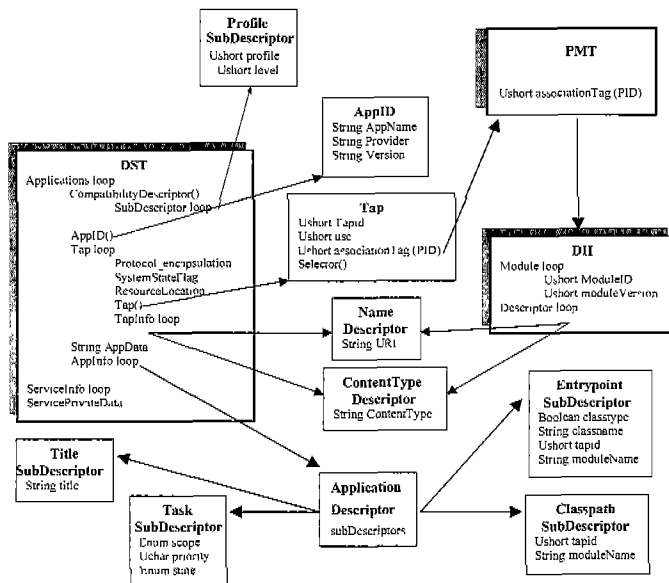 Profile
SubDescriptor
Ushort profile
Ushort level
PMT
Ushort associationTag (PID)
AppID
String AppName
String Provider
String Version
DST
Applications loop
CompatibilityDescriptor()
SubDescriptor loop
AppID()
Tap loop
Protocol_encapsulation
SystemStateFlag
ResourceLocation
Tap()
TapInfo loop
String AppData
AppInfo loop
ServiceInfo loop
ServicePrivateData
Tap
Ushort Tapid
Ushort use
Ushort associationTag (PID)
Selector()
DII
Module loop
Ushort ModuleID
Ushort moduleVersion
Descriptor loop
Name
Descriptor
String URI
ContentType
Descriptor
String ContentType
Entrypoint
SubDescriptor
Boolean classtype
String classname
Ushort tapid
String moduleName
Title
SubDescriptor
String title
Application
Descriptor
subDescriptors
Task
SubDescriptor
Enum scope
Uchar priority
Enum state
Classpath
SubDescriptor
Ushort tapid
String moduleName